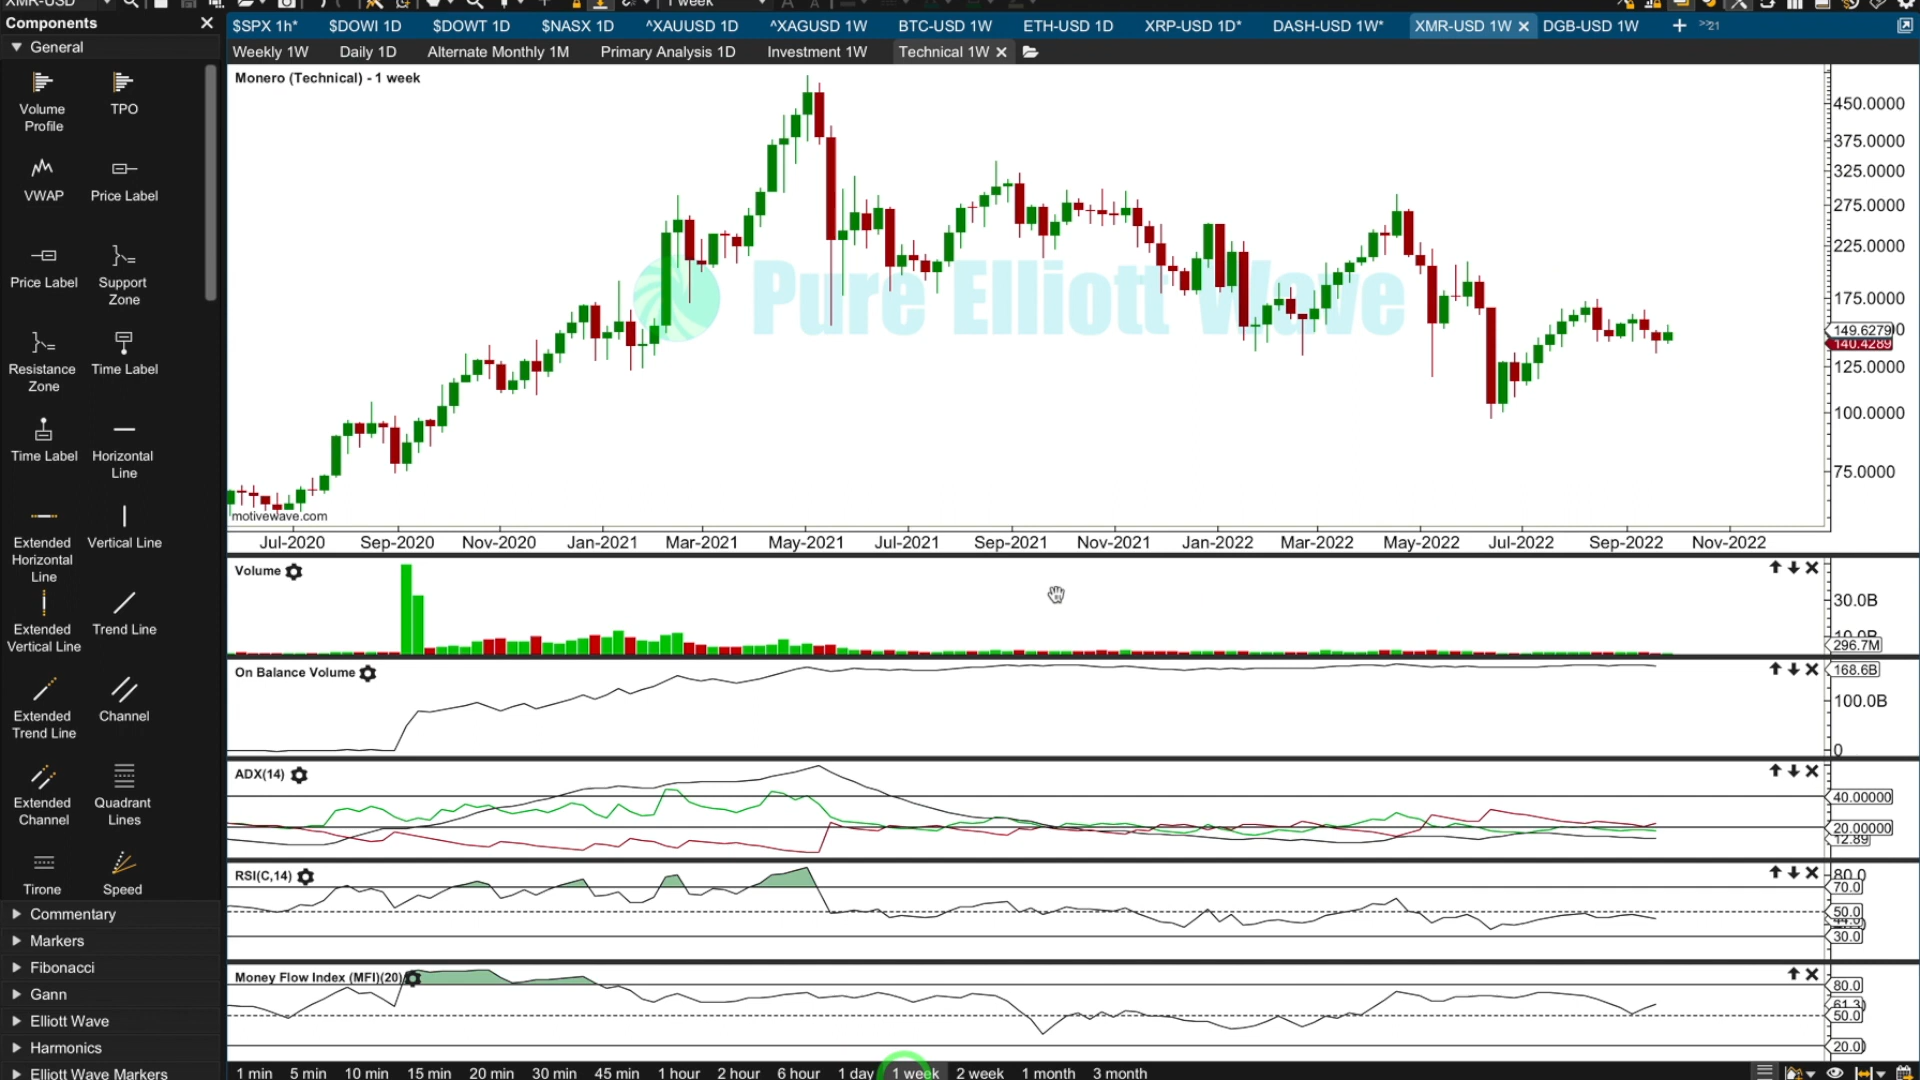 XMR-USD
1 week
Components
$SPX 1h*
$DOWI 1D
$DOWT 1D
$NASX 1D
^XAUUSD 1D
^XAGUSD 1W
BTC-USD 1W
ETH-USD 1D
XRP-USD 1D*
DASH-USD 1W*
XMR-USD 1W
DGB-USD 1W
21
General
Weekly 1W
Daily 1D
Alternate Monthly 1M
Primary Analysis 1D
Investment 1W
Technical 1W
Volume Profile
TPO
VWAP
Price Label
Price Label
Support Zone
Resistance Zone
Time Label
Time Label
Horizontal Line
Extended Horizontal Line
Vertical Line
Extended Vertical Line
Trend Line
Extended Trend Line
Channel
Extended Channel
Quadrant Lines
Tirone
Speed
Commentary
Markers
Fibonacci
Gann
Elliott Wave
Harmonics
Elliott Wave Markers
Monero (Technical) - 1 week
Pure Elliott Wave
motivewave.com
450.0000
375.0000
325.0000
275.0000
225.0000
175.0000
149.6279
140.4289
125.0000
100.0000
75.0000
Jul-2020
Sep-2020
Nov-2020
Jan-2021
Mar-2021
May-2021
Jul-2021
Sep-2021
Nov-2021
Jan-2022
Mar-2022
May-2022
Jul-2022
Sep-2022
Nov-2022
Volume
30.0B
10.0B
296.7M
On Balance Volume
168.6B
100.0B
0
ADX(14)
40.00000
20.00000
12.89
RSI(C,14)
80.0
70.0
50.0
30.0
Money Flow Index (MFI)(20)
80.0
61.3
50.0
20.0
1 min
5 min
10 min
15 min
20 min
30 min
45 min
1 hour
2 hour
6 hour
1 day
1 week
2 week
1 month
3 month